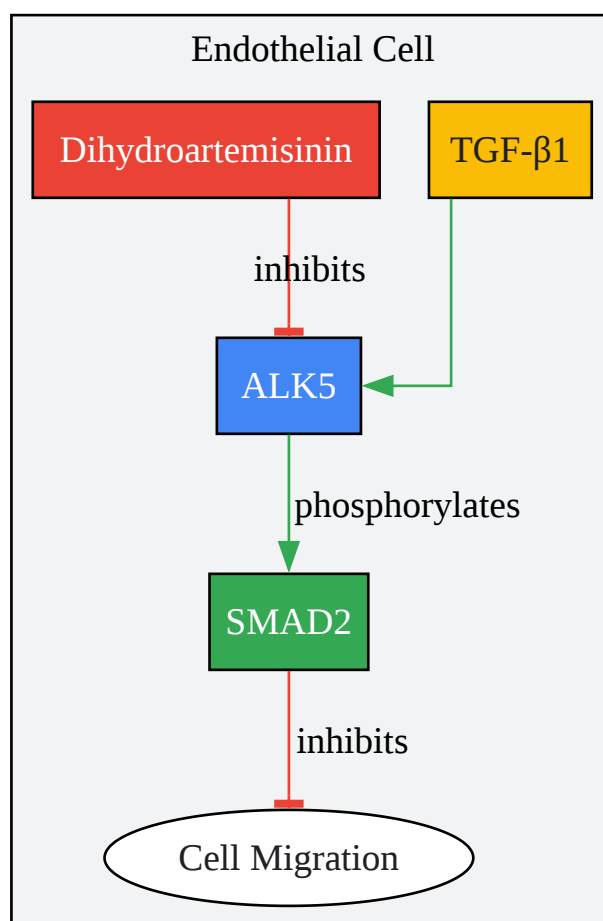 Endothelial Cell
Dihydroartemisinin
TGF-β1
inhibits
ALK5
phosphorylates
SMAD2
inhibits
Cell Migration